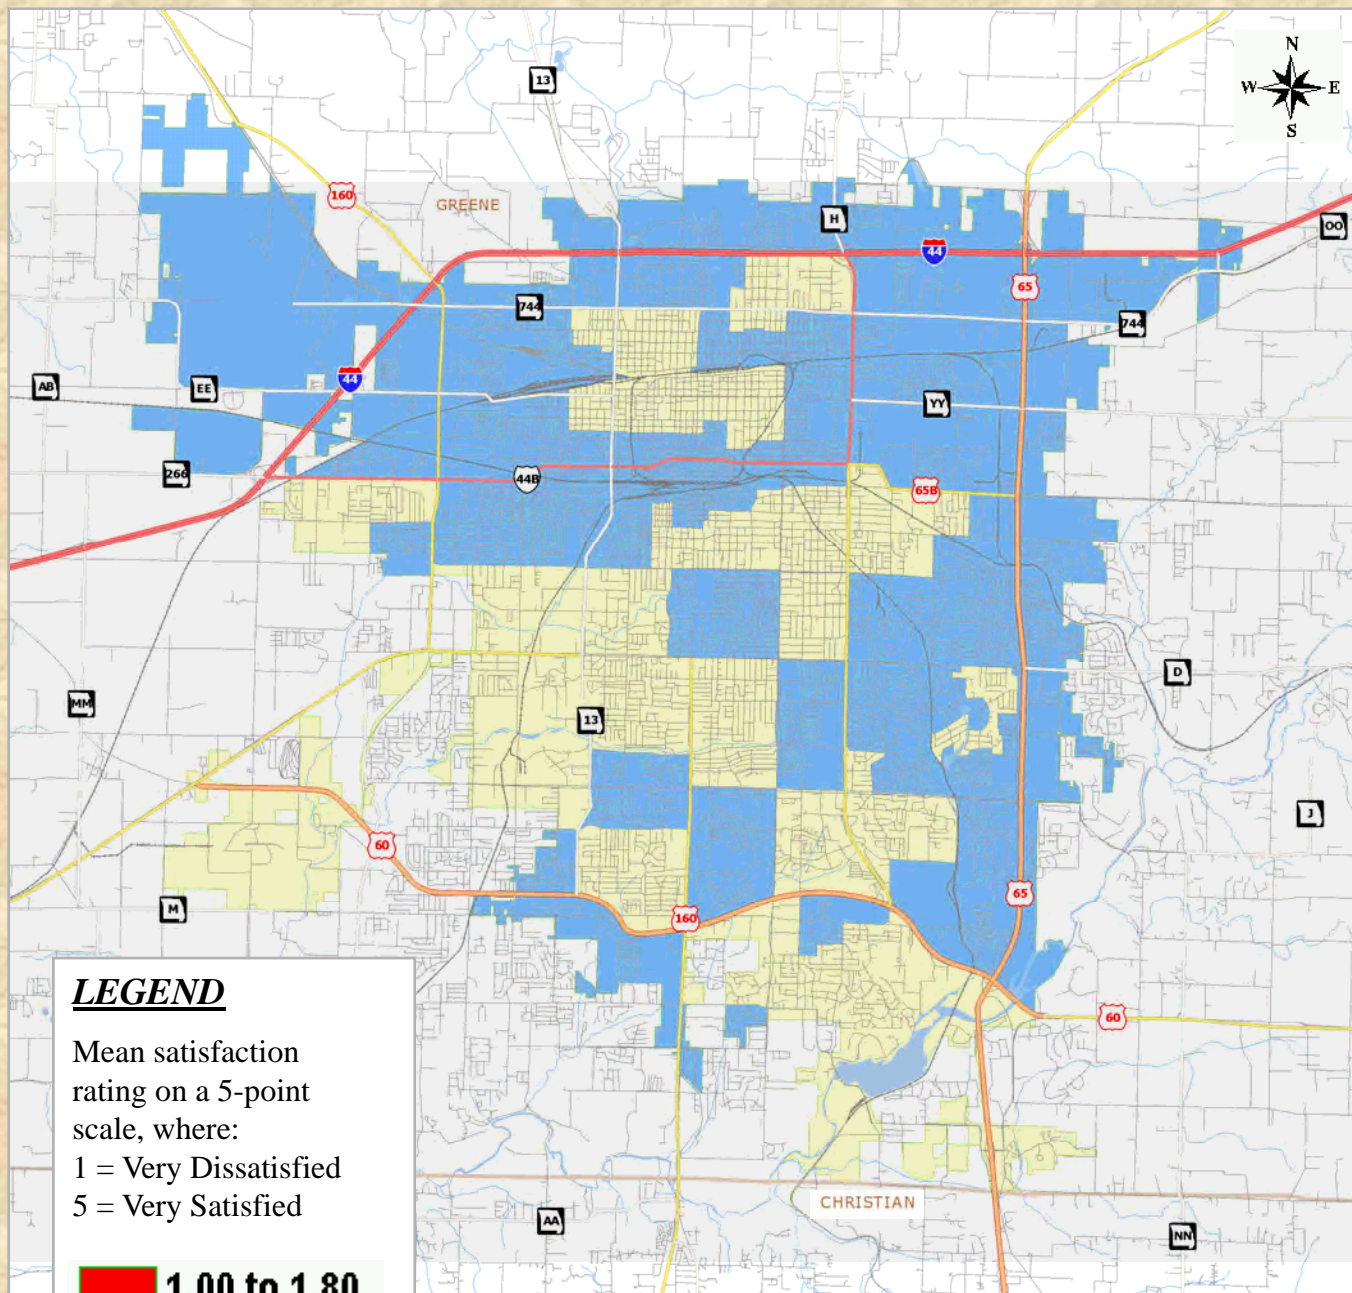 N
W E
S
13
160
GREENE
H
OO
44
65
744
744
44
AB
EE
YY
266
44B
65B
D
MM
13
J
60
65
M
160
60
LEGEND
Mean satisfaction
rating on a 5-point
scale, where:
1 = Very Dissatisfied
5 = Very Satisfied
1.00 to 1.80
CHRISTIAN
AA
NN